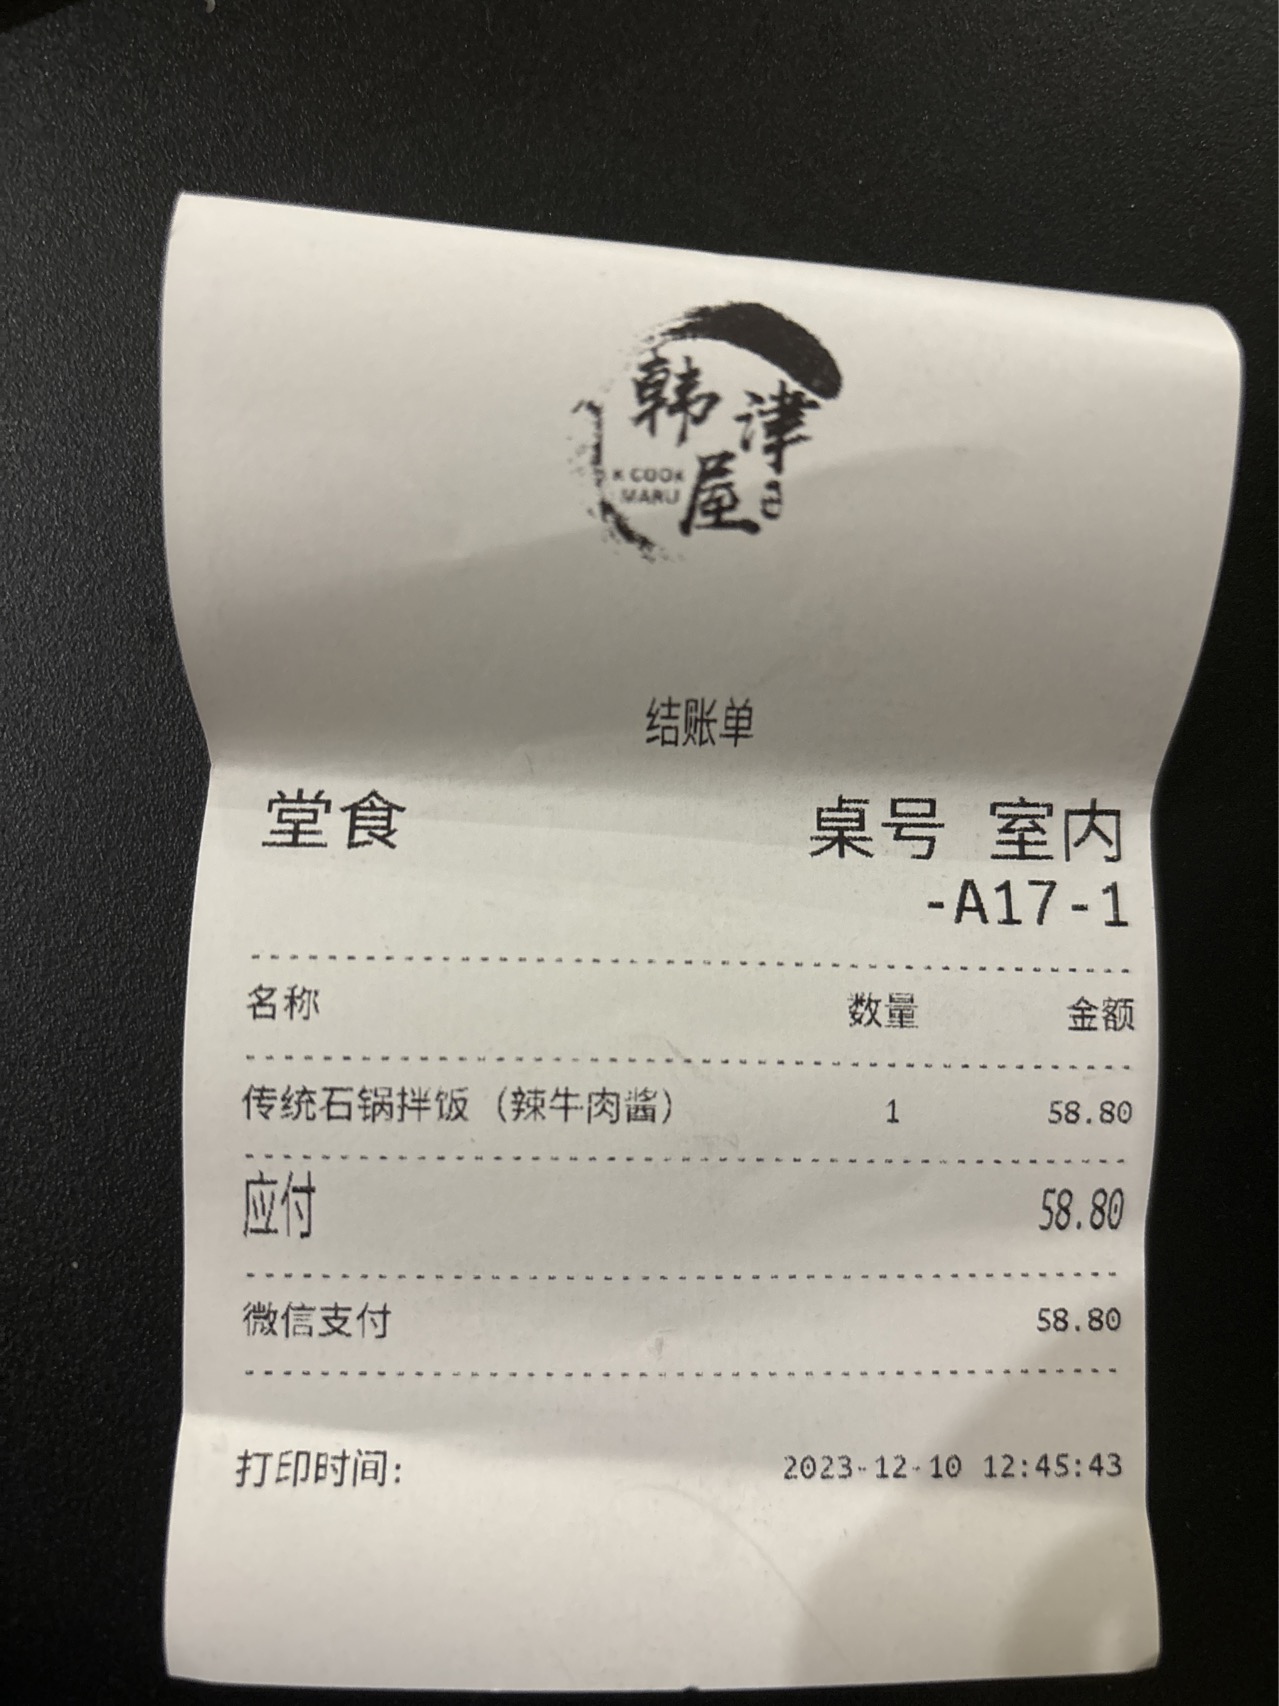 韩津屋
K COOK
MARU
结账单
堂食 桌号 室内
-A17-1
名称 数量 金额
传统石锅拌饭（辣牛肉酱） 1 58.80
应付 58.80
微信支付 58.80
打印时间: 2023-12-10 12:45:43